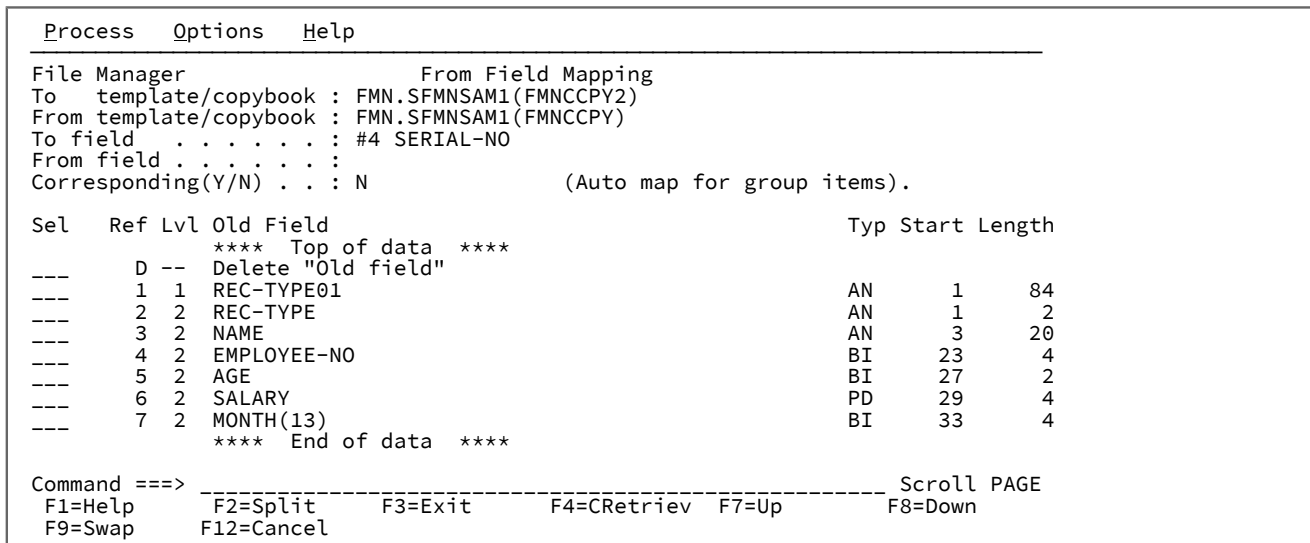 Process   Options   Help
File Manager                  From Field Mapping
To   template/copybook : FMN.SFMNSAM1(FMNCCPY2)
From template/copybook : FMN.SFMNSAM1(FMNCCPY)
To field   . . . . . . : #4 SERIAL-NO
From field . . . . . . :
Corresponding(Y/N) . . : N             (Auto map for group items).
Sel   Ref Lvl Old Field                                        Typ Start Length
              ****  Top of data  ****
___     D --  Delete "Old field"
___     1  1  REC-TYPE01                                       AN      1     84
___     2  2  REC-TYPE                                         AN      1      2
___     3  2  NAME                                             AN      3     20
___     4  2  EMPLOYEE-NO                                      BI     23      4
___     5  2  AGE                                              BI     27      2
___     6  2  SALARY                                           PD     29      4
___     7  2  MONTH(13)                                        BI     33      4
              ****  End of data  ****
Command ===> _____________________________________________________ Scroll PAGE
F1=Help      F2=Split     F3=Exit      F4=CRetriev  F7=Up        F8=Down
F9=Swap     F12=Cancel